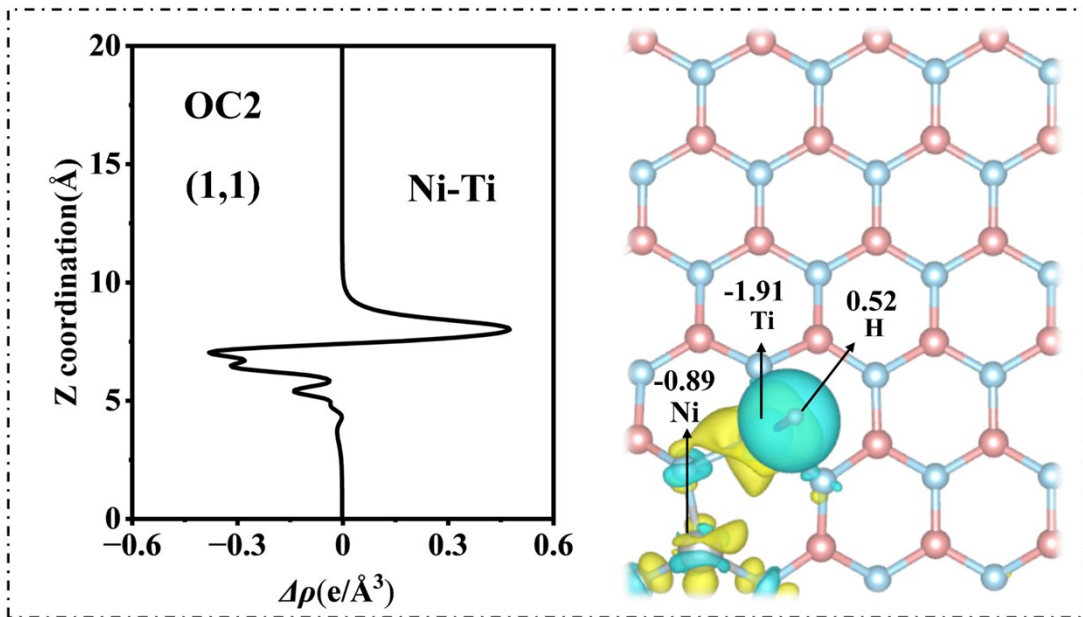 20
15
10
5
0
Z coordination(Å)
OC2
(1,1)
Ni-Ti
−0.6
−0.3
0
0.3
0.6
Δρ(e/Å³)
-1.91
Ti
0.52
H
-0.89
Ni